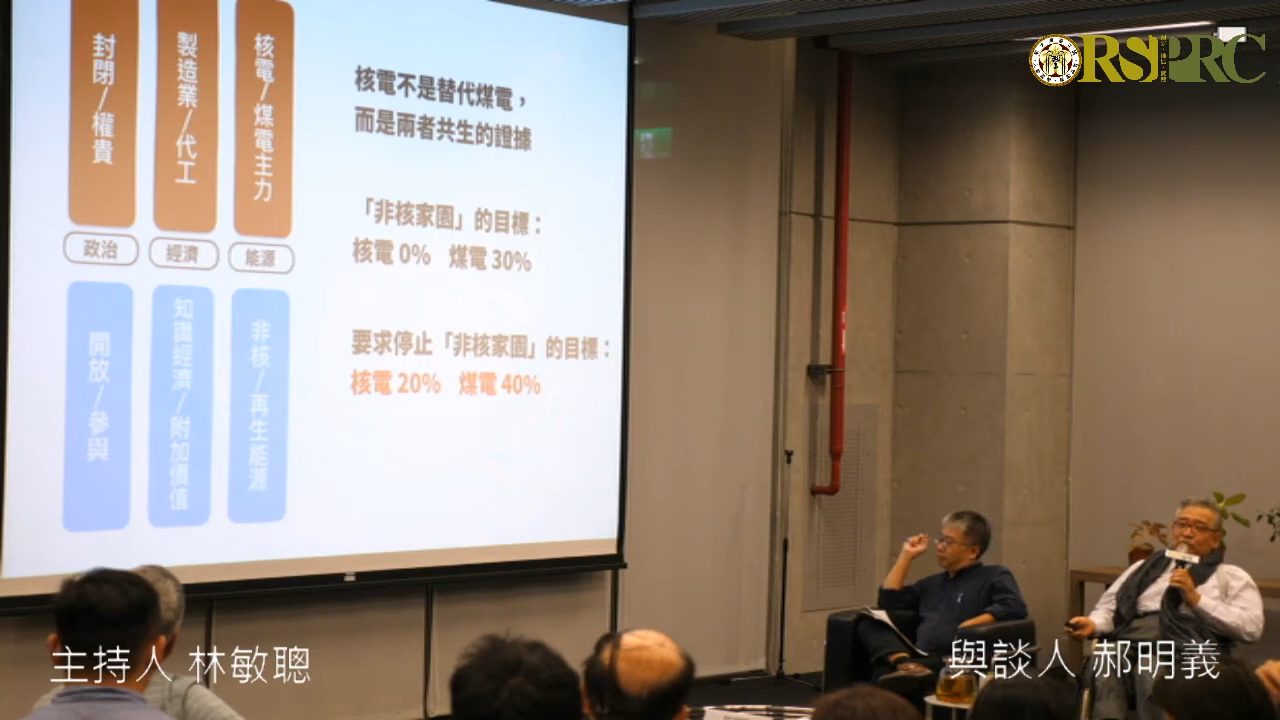 封閉/權貴
製造業/代工
核電/煤電主力
政治
經濟
能源
開放/參與
知識經濟/附加價值
非核/再生能源
核電不是替代煤電，
而是兩者共生的證據
「非核家園」的目標：
核電 0% 煤電 30%
要求停止「非核家園」的目標：
核電 20% 煤電 40%
RSPRC
主持人 林敏聰
與談人 郝明義